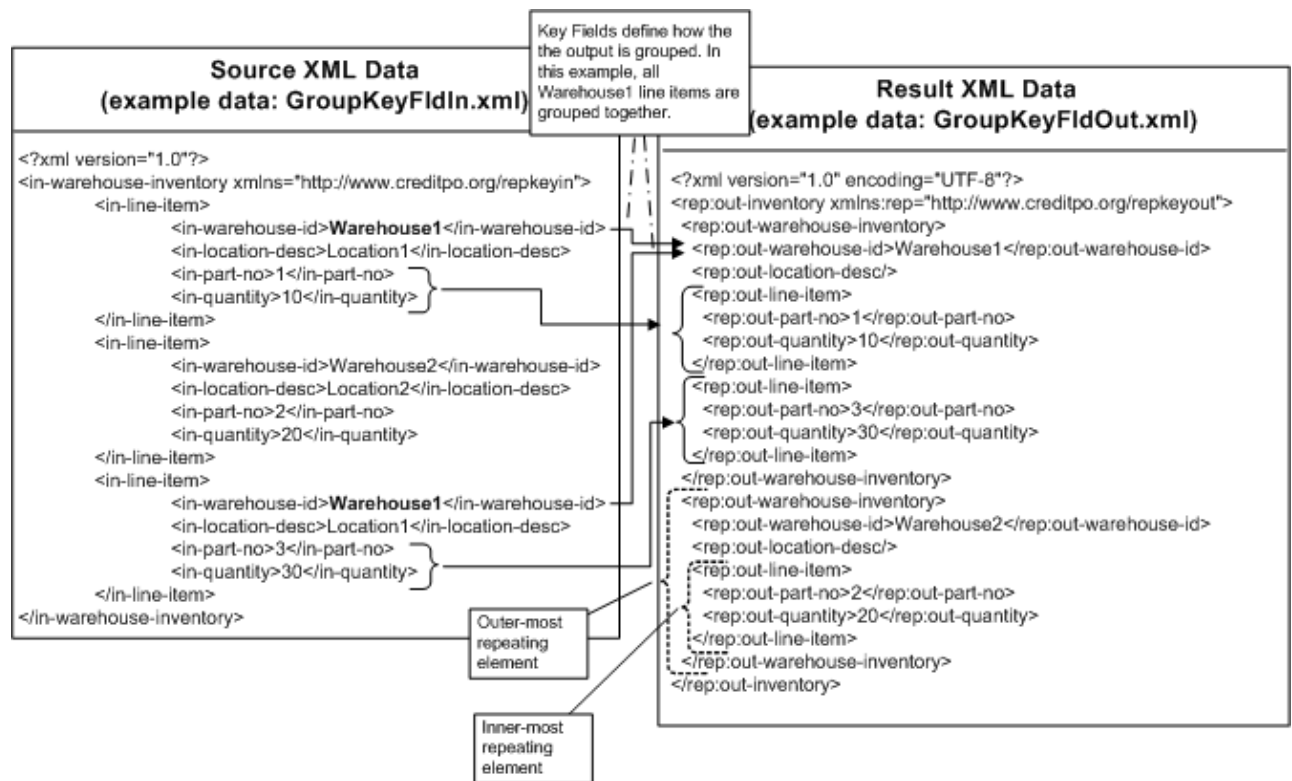 Key Fields define how the
the output is grouped. In
this example, all
Warehouse1 line items are
grouped together.
Source XML Data
(example data: GroupKeyFldIn.xml)
<?xml version="1.0"?>
<in-warehouse-inventory xmlns="http://www.creditpo.org/repkeyin">
<in-line-item>
<in-warehouse-id>Warehouse1</in-warehouse-id>
<in-location-desc>Location1</in-location-desc>
<in-part-no>1</in-part-no>
<in-quantity>10</in-quantity>
</in-line-item>
<in-line-item>
<in-warehouse-id>Warehouse2</in-warehouse-id>
<in-location-desc>Location2</in-location-desc>
<in-part-no>2</in-part-no>
<in-quantity>20</in-quantity>
</in-line-item>
<in-line-item>
<in-warehouse-id>Warehouse1</in-warehouse-id>
<in-location-desc>Location1</in-location-desc>
<in-part-no>3</in-part-no>
<in-quantity>30</in-quantity>
</in-line-item>
</in-warehouse-inventory>
Result XML Data
(example data: GroupKeyFldOut.xml)
<?xml version="1.0" encoding="UTF-8"?>
<rep:out-inventory xmlns:rep="http://www.creditpo.org/repkeyout">
<rep:out-warehouse-inventory>
<rep:out-warehouse-id>Warehouse1</rep:out-warehouse-id>
<rep:out-location-desc/>
<rep:out-line-item>
<rep:out-part-no>1</rep:out-part-no>
<rep:out-quantity>10</rep:out-quantity>
</rep:out-line-item>
<rep:out-line-item>
<rep:out-part-no>3</rep:out-part-no>
<rep:out-quantity>30</rep:out-quantity>
</rep:out-line-item>
</rep:out-warehouse-inventory>
<rep:out-warehouse-inventory>
<rep:out-warehouse-id>Warehouse2</rep:out-warehouse-id>
<rep:out-location-desc/>
<rep:out-line-item>
<rep:out-part-no>2</rep:out-part-no>
<rep:out-quantity>20</rep:out-quantity>
</rep:out-line-item>
</rep:out-warehouse-inventory>
</rep:out-inventory>
Outer-most
repeating
element
Inner-most
repeating
element